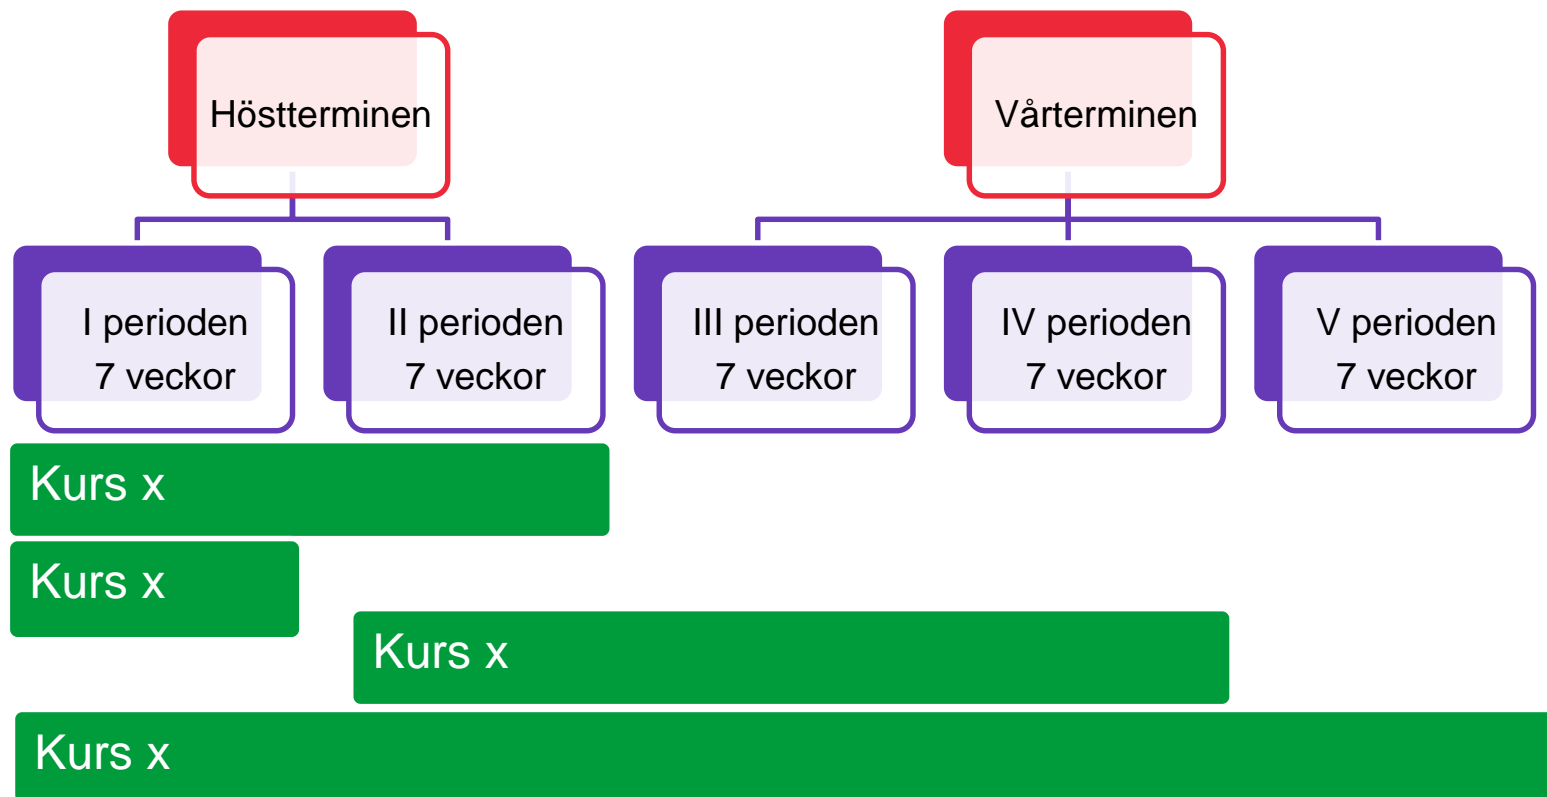 Höstterminen
Vårterminen
I perioden
7 veckor
II perioden
7 veckor
III perioden
7 veckor
IV perioden
7 veckor
V perioden
7 veckor
Kurs x
Kurs x
Kurs x
Kurs x